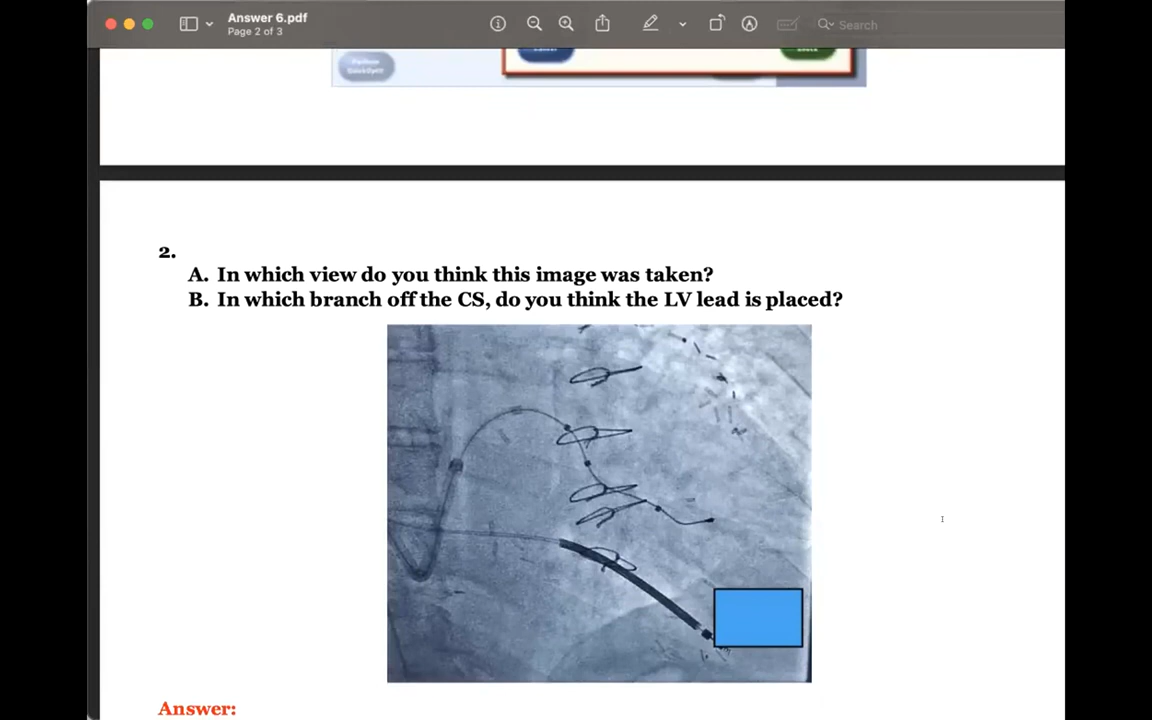 Answer 6.pdf
Page 2 of 3
Search
2.
A. In which view do you think this image was taken?
B. In which branch off the CS, do you think the LV lead is placed?
Answer: